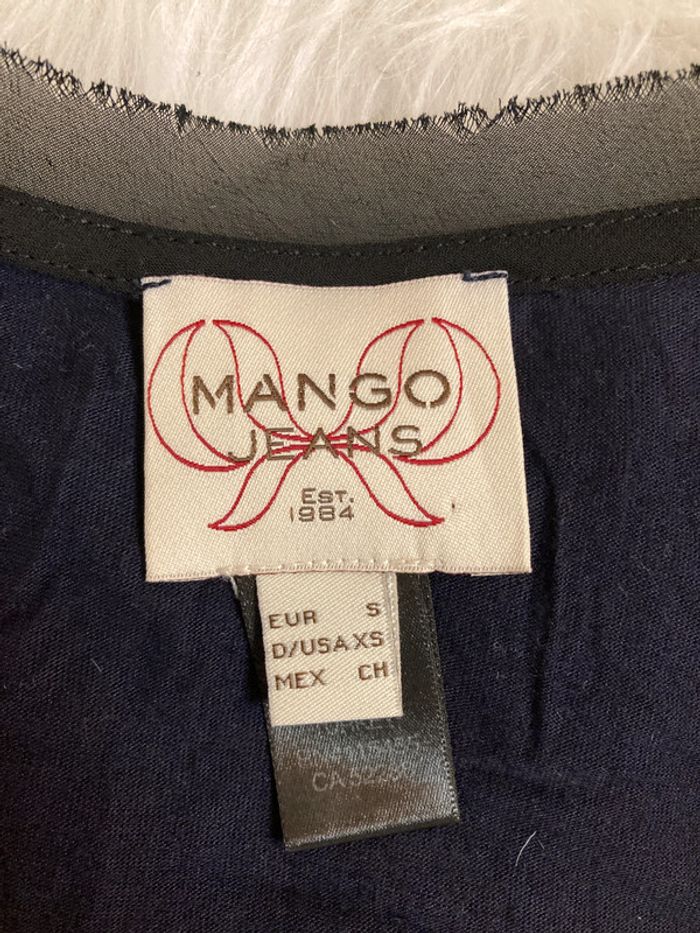 MANGO
JEANS
EST.
1984
EUR S
D/USA XS
MEX CH